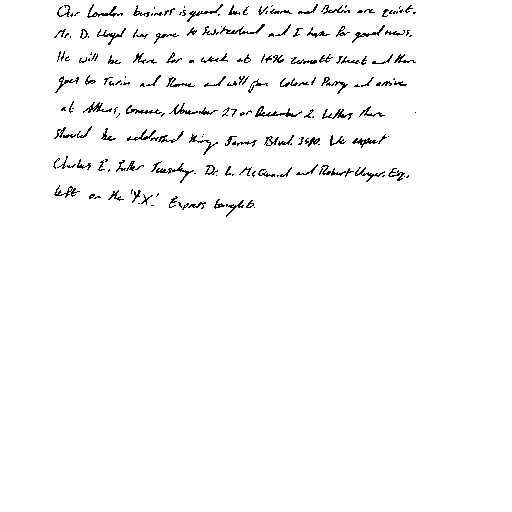 Our London business is good, but Vienna and Berlin are quiet.
Mr. D. Lloyd has gone to Switzerland and I hope for good news.
He will be there for a week at 1496 Zermott Street and then
goes to Turin and Rome and will join Colonel Parry and arrive
at Athens, Greece, November 27 or December 2. Letters there
should be addressed King James Blvd. 3580. We expect
Charles E. Fuller Tuesday. Dr. L. McQuaid and Robert Unger, Esq.,
left on the 'Y.X.' Express tonight.